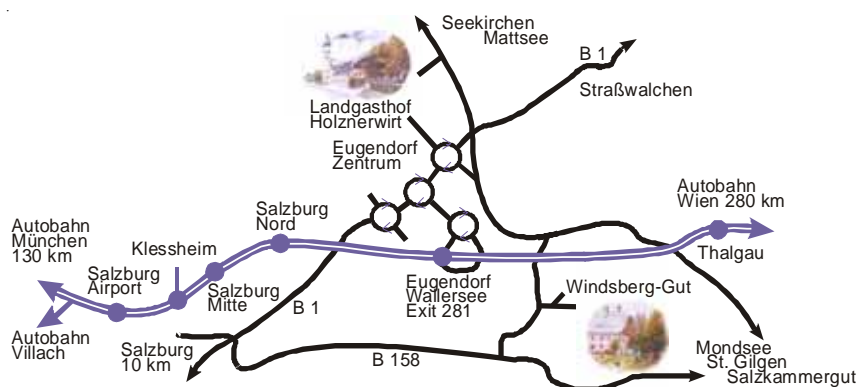 Seekirchen
Mattsee
B 1
Straßwalchen
Landgasthof
Holznerwirt
Eugendorf
Zentrum
Autobahn
Wien 280 km
Salzburg
Nord
Autobahn
München
130 km
Klessheim
Thalgau
Salzburg
Airport
Salzburg
Mitte
Eugendorf
Wallersee
Exit 281
Windsberg-Gut
B 1
Autobahn
Villach
Salzburg
10 km
B 158
Mondsee
St. Gilgen
Salzkammergut